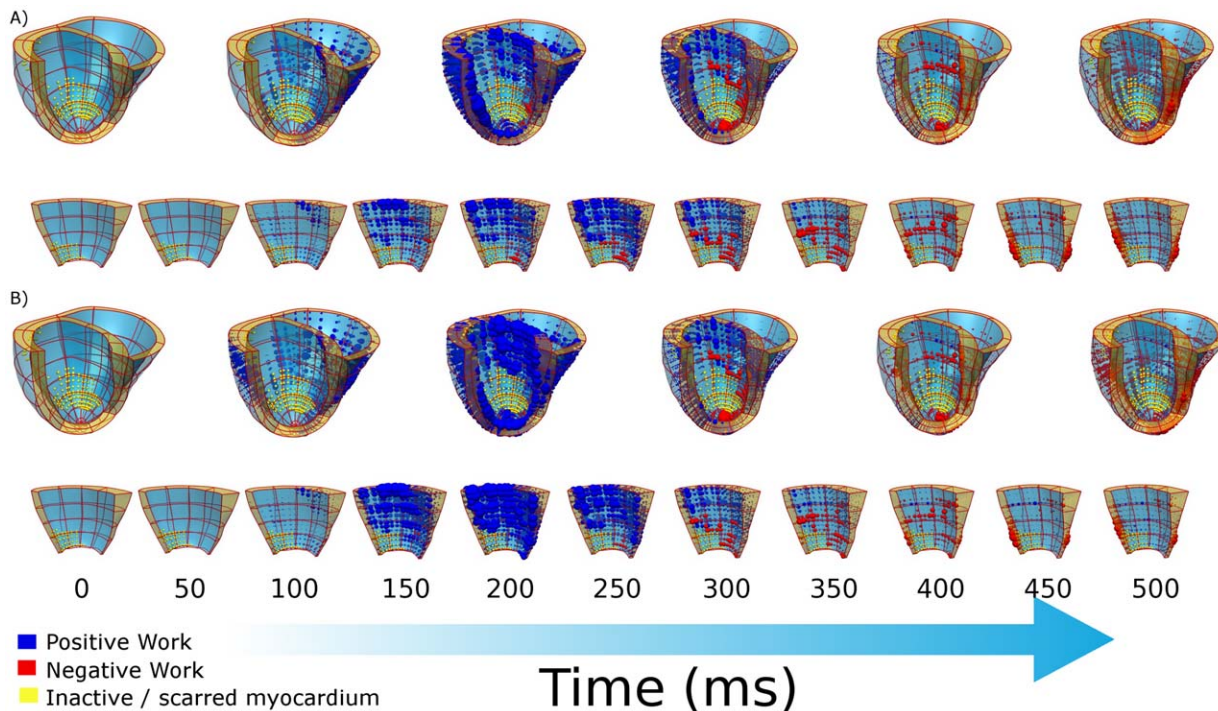 A)
B)
0 50 100 150 200 250 300 350 400 450 500
Positive Work
Negative Work
Inactive / scarred myocardium
Time (ms)